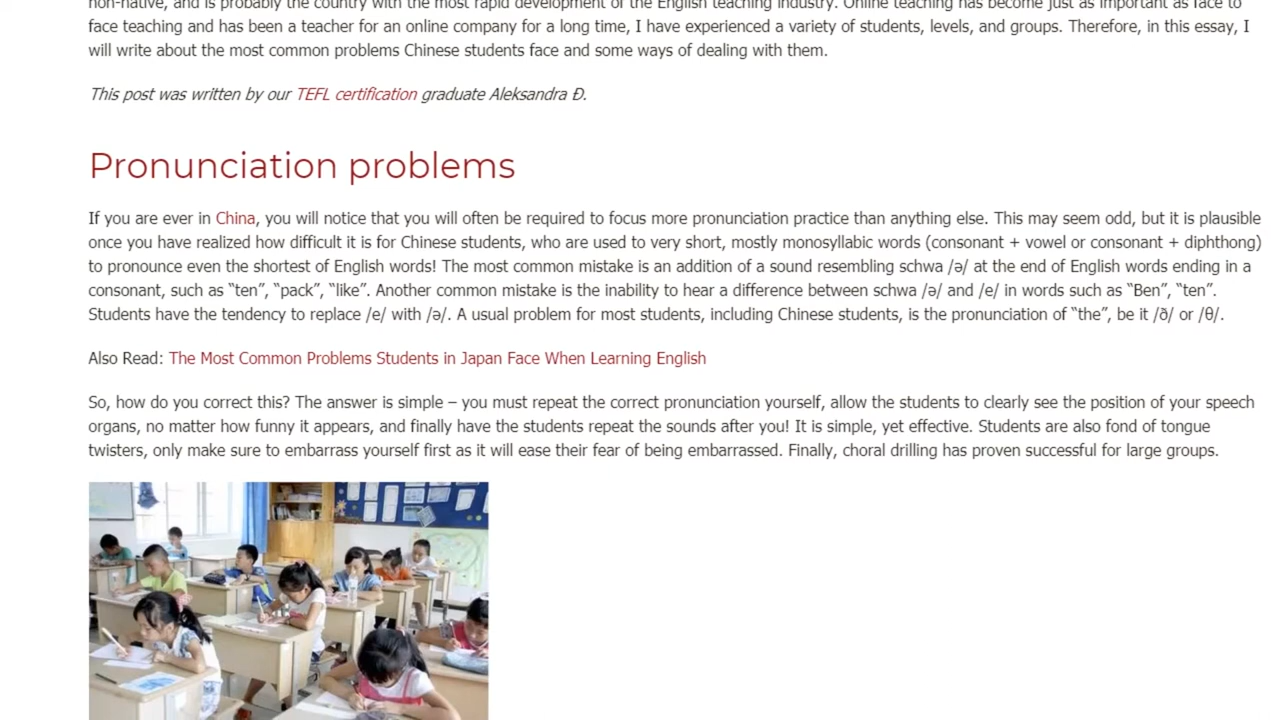 non-native, and is probably the country with the most rapid development of the English teaching industry. Online teaching has become just as important as face to
face teaching and has been a teacher for an online company for a long time, I have experienced a variety of students, levels, and groups. Therefore, in this essay, I
will write about the most common problems Chinese students face and some ways of dealing with them.
This post was written by our TEFL certification graduate Aleksandra Đ.
Pronunciation problems
If you are ever in China, you will notice that you will often be required to focus more pronunciation practice than anything else. This may seem odd, but it is plausible
once you have realized how difficult it is for Chinese students, who are used to very short, mostly monosyllabic words (consonant + vowel or consonant + diphthong)
to pronounce even the shortest of English words! The most common mistake is an addition of a sound resembling schwa /ə/ at the end of English words ending in a
consonant, such as “ten”, “pack”, “like”. Another common mistake is the inability to hear a difference between schwa /ə/ and /e/ in words such as “Ben”, “ten”.
Students have the tendency to replace /e/ with /ə/. A usual problem for most students, including Chinese students, is the pronunciation of “the”, be it /ð/ or /θ/.
Also Read: The Most Common Problems Students in Japan Face When Learning English
So, how do you correct this? The answer is simple – you must repeat the correct pronunciation yourself, allow the students to clearly see the position of your speech
organs, no matter how funny it appears, and finally have the students repeat the sounds after you! It is simple, yet effective. Students are also fond of tongue
twisters, only make sure to embarrass yourself first as it will ease their fear of being embarrassed. Finally, choral drilling has proven successful for large groups.